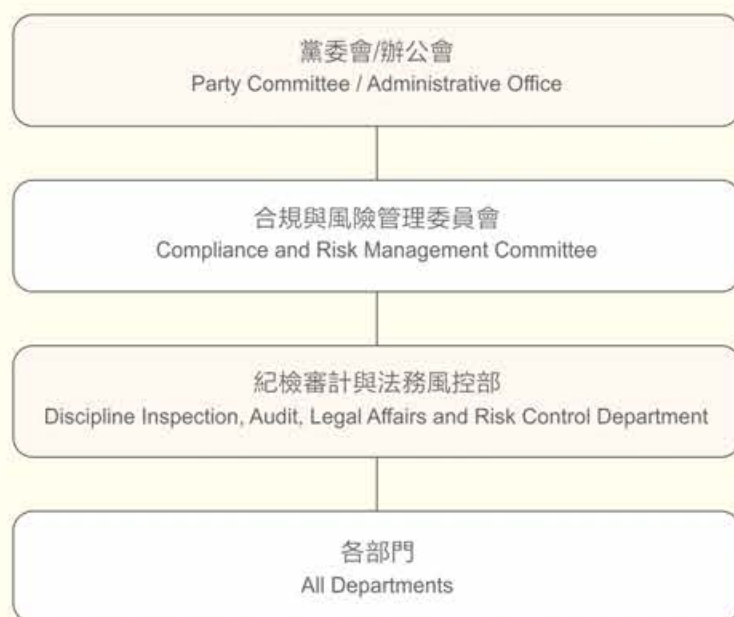 黨委會/辦公會
Party Committee / Administrative Office
合規與風險管理委員會
Compliance and Risk Management Committee
紀檢審計與法務風控部
Discipline Inspection, Audit, Legal Affairs and Risk Control Department
各部門
All Departments